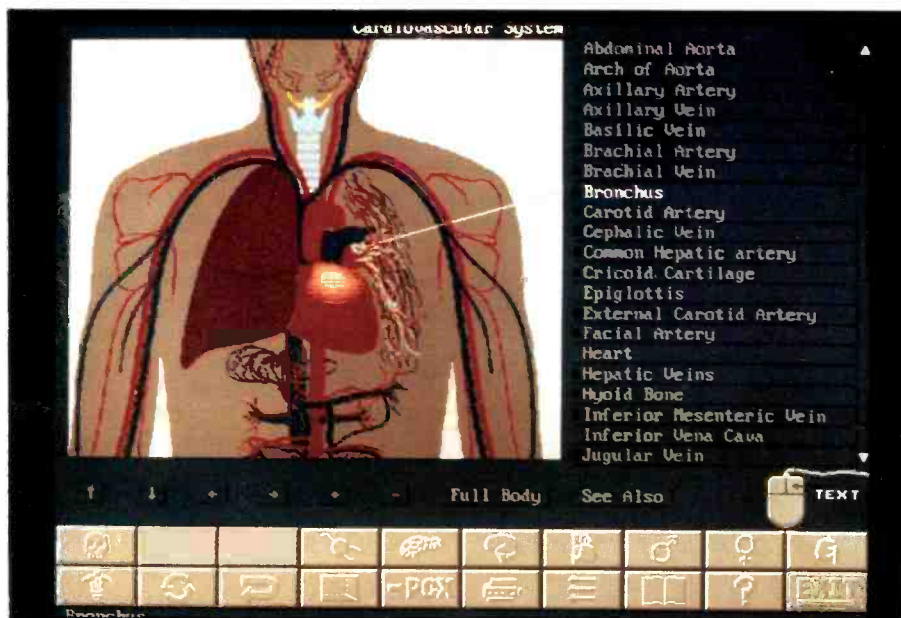 Cardiovascular System
Abdominal Aorta
Arch of Aorta
Axillary Artery
Axillary Vein
Basilic Vein
Brachial Artery
Brachial Vein
Bronchus
Carotid Artery
Cephalic Vein
Common Hepatic artery
Cricoid Cartilage
Epiglottis
External Carotid Artery
Facial Artery
Heart
Hepatic Veins
Hyoid Bone
Inferior Mesenteric Vein
Inferior Vena Cava
Jugular Vein
Full Body See Also TEXT
EXIT
Bronchus